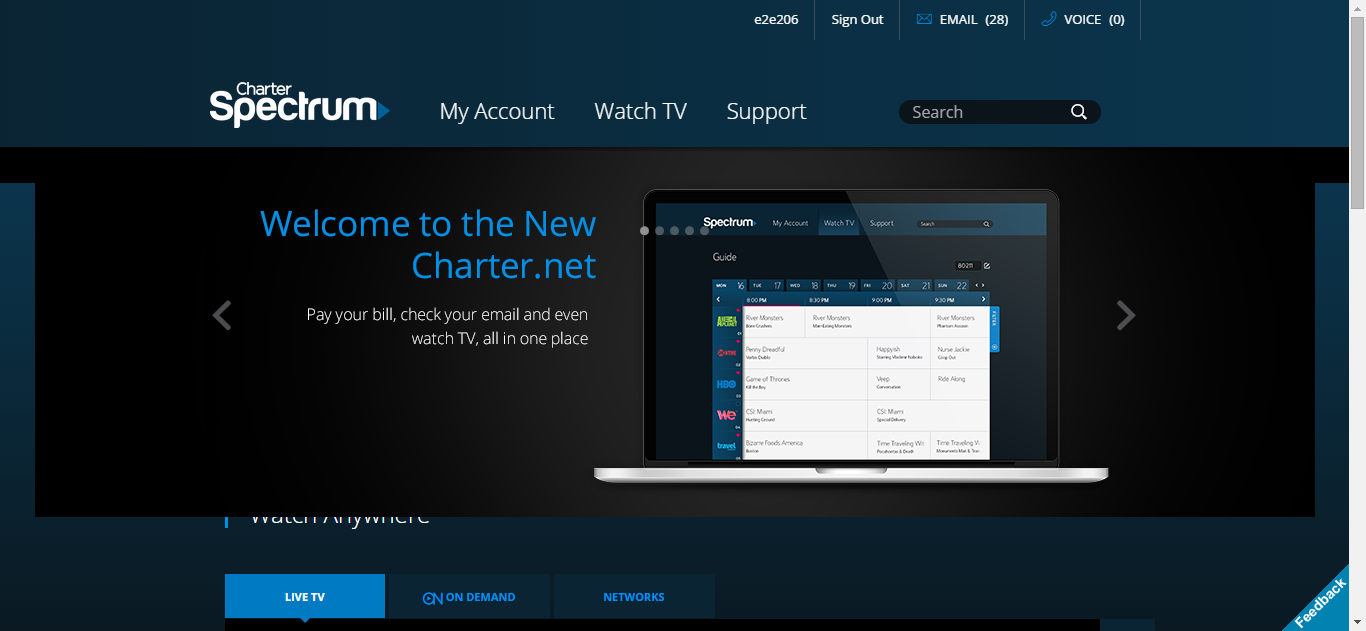 e2e206
Sign Out
EMAIL (28)
VOICE (0)
Charter
Spectrum
My Account
Watch TV
Support
Search
Welcome to the New
Charter.net
Pay your bill, check your email and even
watch TV, all in one place
Spectrum
My Account
Watch TV
Support
Search
Guide
80211
MON 16
TUE 17
WED 18
THU 19
FRI 20
SAT 21
SUN 22
8:00 PM
8:30 PM
9:00 PM
9:30 PM
FILTER
River Monsters
Bone Crushers
River Monsters
Man-Eating Monsters
River Monsters
Phantom Assassin
SHOWTIME
Penny Dreadful
Verbis Diablo
Happyish
Starring Vladimir Nabokov
Nurse Jackie
Coop Out
HBO
Game of Thrones
Kill the Boy
Veep
Convention
Ride Along
we
CSI: Miami
Hunting Ground
CSI: Miami
Special Delivery
travel
Bizarre Foods America
Boston
Time Traveling Wi
Pocahontas & Death
Time Traveling W
Watch Anywhere
LIVE TV
ON DEMAND
NETWORKS
Feedback